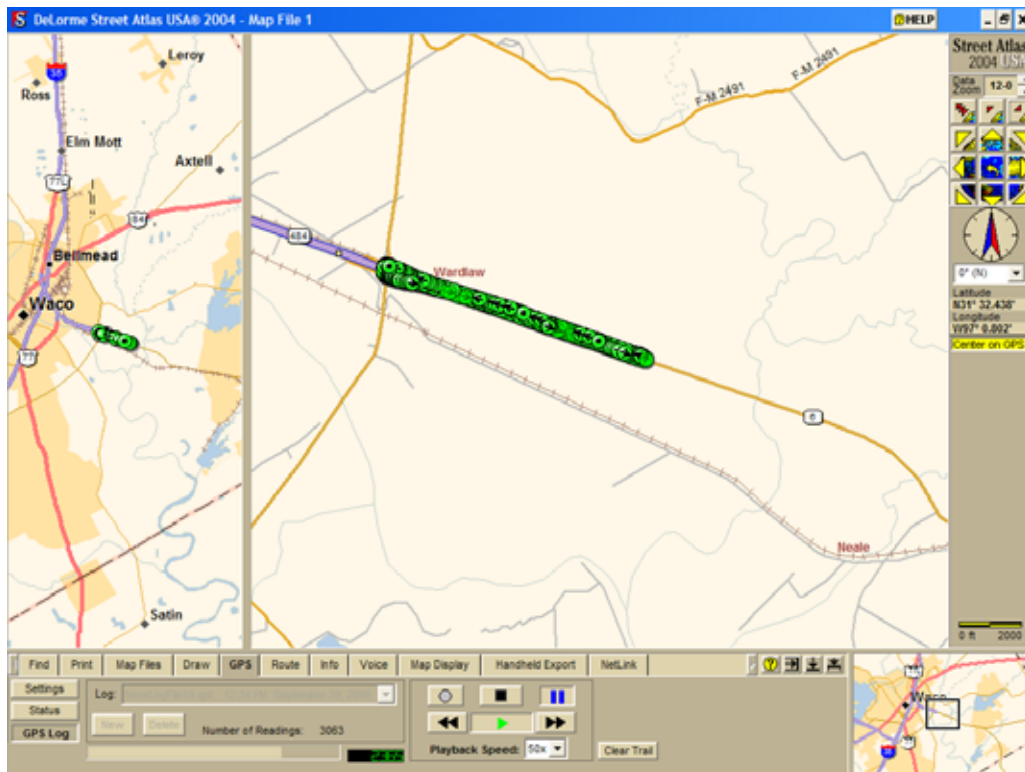 DeLorme Street Atlas USA® 2004 - Map File 1
HELP
Leroy
35
Ross
Elm Mott
Axtell
77L
84
Bellmead
Waco
77
Satin
F-M 2491
F-M 2491
484
Wardlaw
6
Neale
Street Atlas
2004 USA
Data
Zoom 12-0
0° (N)
Latitude
N31° 32.438'
Longitude
W97° 0.002'
Center on GPS
0 ft 2000
Find Print Map Files Draw GPS Route Info Voice Map Display Handheld Export NetLink
Settings
Status
GPS Log
Log:
New Delete Number of Readings: 3063
Playback Speed: 50x
Clear Trail
Waco